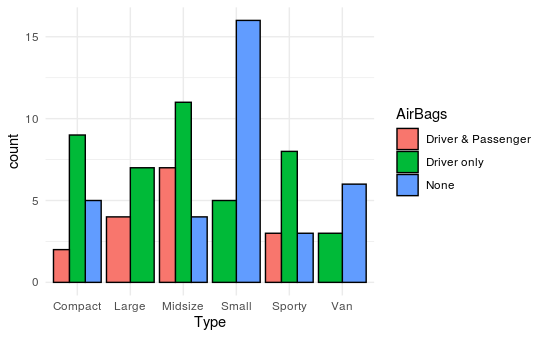 count
15
10
5
0
Compact Large Midsize Small Sporty Van
Type
AirBags
Driver & Passenger
Driver only
None